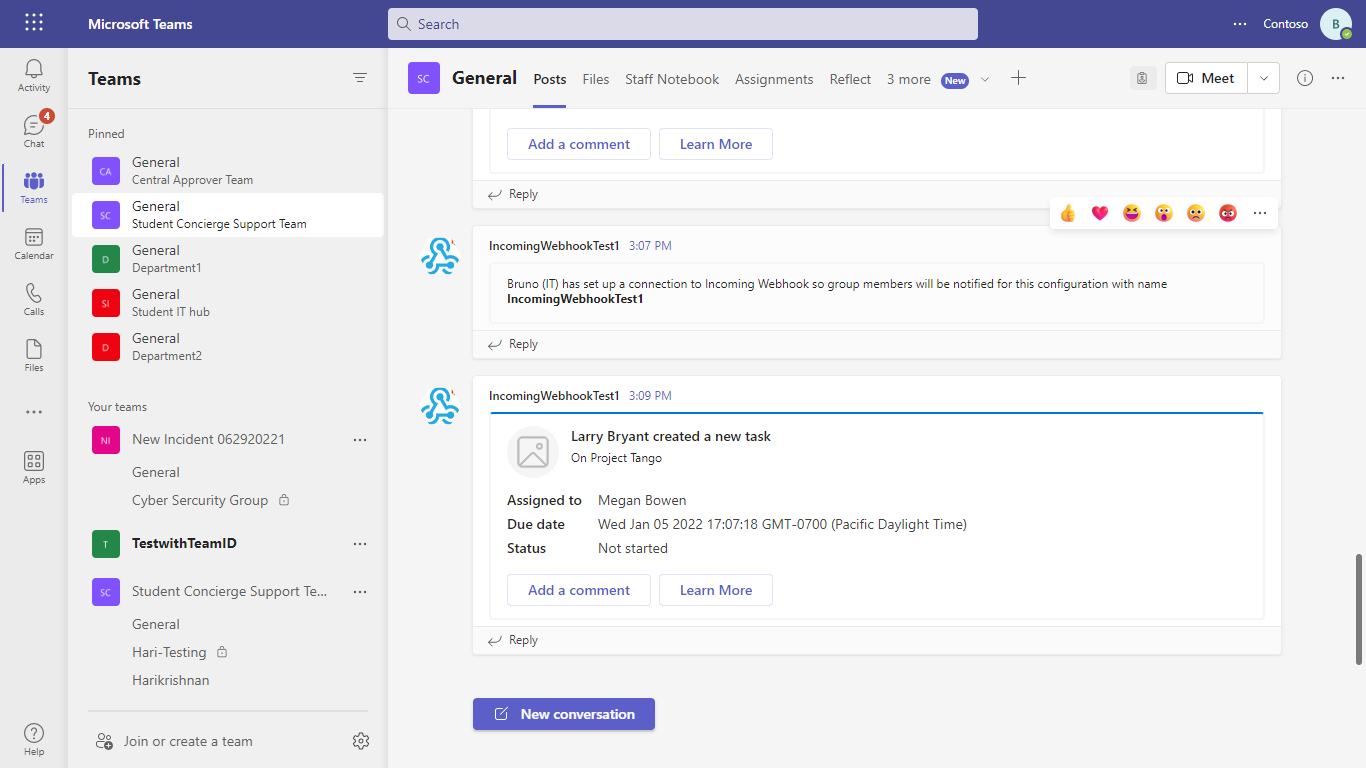 Microsoft Teams
Search
Contoso
B
Activity
4
Chat
Teams
Calendar
Calls
Files
Apps
Help
Teams
Pinned
CA
General
Central Approver Team
SC
General
Student Concierge Support Team
D
General
Department1
SI
General
Student IT hub
D
General
Department2
Your teams
NI
New Incident 062920221
General
Cyber Sercurity Group
T
TestwithTeamID
SC
Student Concierge Support Te...
General
Hari-Testing
Harikrishnan
Join or create a team
SC
General
Posts
Files
Staff Notebook
Assignments
Reflect
3 more
New
Meet
Add a comment
Learn More
Reply
IncomingWebhookTest1 3:07 PM
Bruno (IT) has set up a connection to Incoming Webhook so group members will be notified for this configuration with name
IncomingWebhookTest1
Reply
IncomingWebhookTest1 3:09 PM
Larry Bryant created a new task
On Project Tango
Assigned to Megan Bowen
Due date Wed Jan 05 2022 17:07:18 GMT-0700 (Pacific Daylight Time)
Status Not started
Add a comment
Learn More
Reply
New conversation